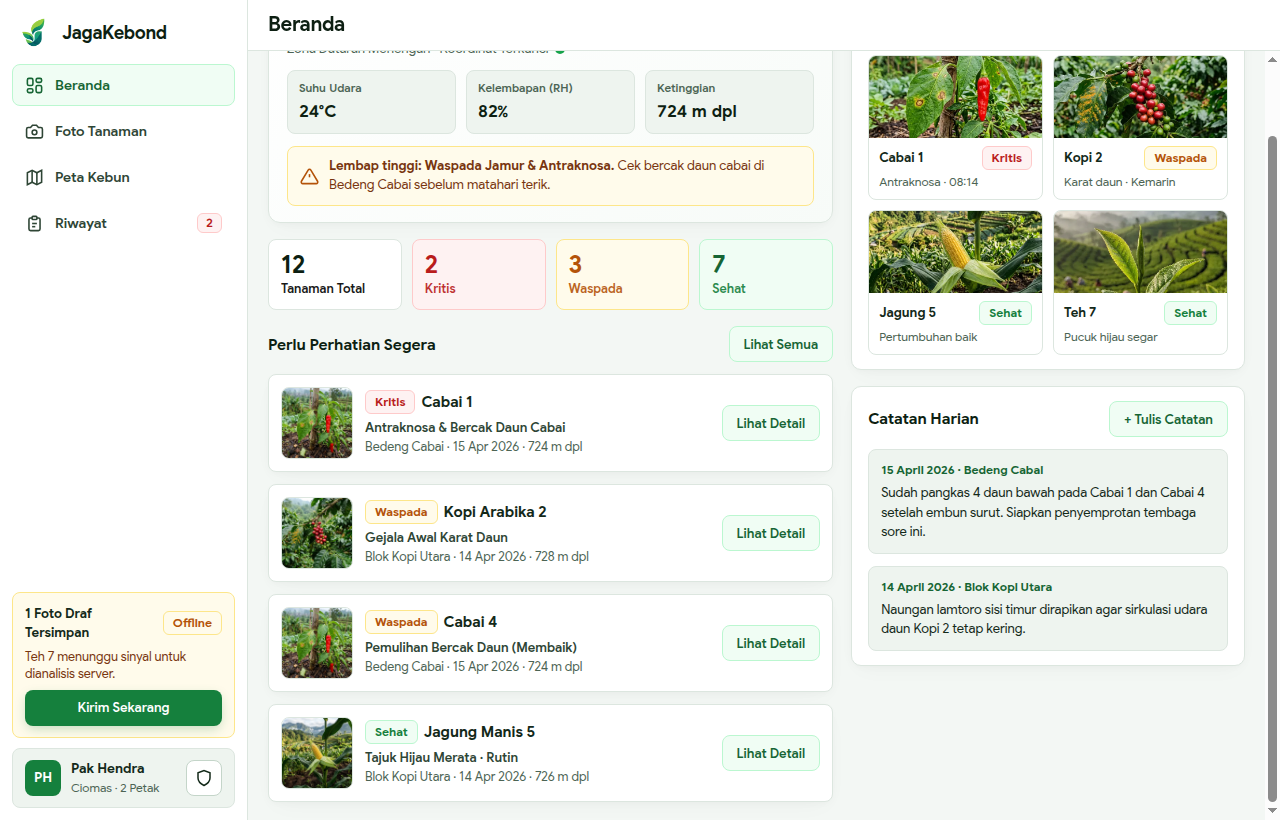 JagaKebond
Beranda
Foto Tanaman
Peta Kebun
Riwayat
2
1 Foto Draf
Tersimpan
Offline
Teh 7 menunggu sinyal untuk
dianalisis server.
Kirim Sekarang
PH
Pak Hendra
Ciomas · 2 Petak
Beranda
Suhu Udara
24°C
Kelembapan (RH)
82%
Ketinggian
724 m dpl
Lembap tinggi: Waspada Jamur & Antraknosa. Cek bercak daun cabai di
Bedeng Cabai sebelum matahari terik.
12
Tanaman Total
2
Kritis
3
Waspada
7
Sehat
Perlu Perhatian Segera
Lihat Semua
Kritis
Cabai 1
Antraknosa & Bercak Daun Cabai
Bedeng Cabai · 15 Apr 2026 · 724 m dpl
Lihat Detail
Waspada
Kopi Arabika 2
Gejala Awal Karat Daun
Blok Kopi Utara · 14 Apr 2026 · 728 m dpl
Lihat Detail
Waspada
Cabai 4
Pemulihan Bercak Daun (Membaik)
Bedeng Cabai · 15 Apr 2026 · 724 m dpl
Lihat Detail
Sehat
Jagung Manis 5
Tajuk Hijau Merata · Rutin
Blok Kopi Utara · 14 Apr 2026 · 726 m dpl
Lihat Detail
Cabai 1
Kritis
Antraknosa · 08:14
Kopi 2
Waspada
Karat daun · Kemarin
Jagung 5
Sehat
Pertumbuhan baik
Teh 7
Sehat
Pucuk hijau segar
Catatan Harian
+ Tulis Catatan
15 April 2026 · Bedeng Cabai
Sudah pangkas 4 daun bawah pada Cabai 1 dan Cabai 4
setelah embun surut. Siapkan penyemprotan tembaga
sore ini.
14 April 2026 · Blok Kopi Utara
Naungan lamtoro sisi timur dirapikan agar sirkulasi udara
daun Kopi 2 tetap kering.